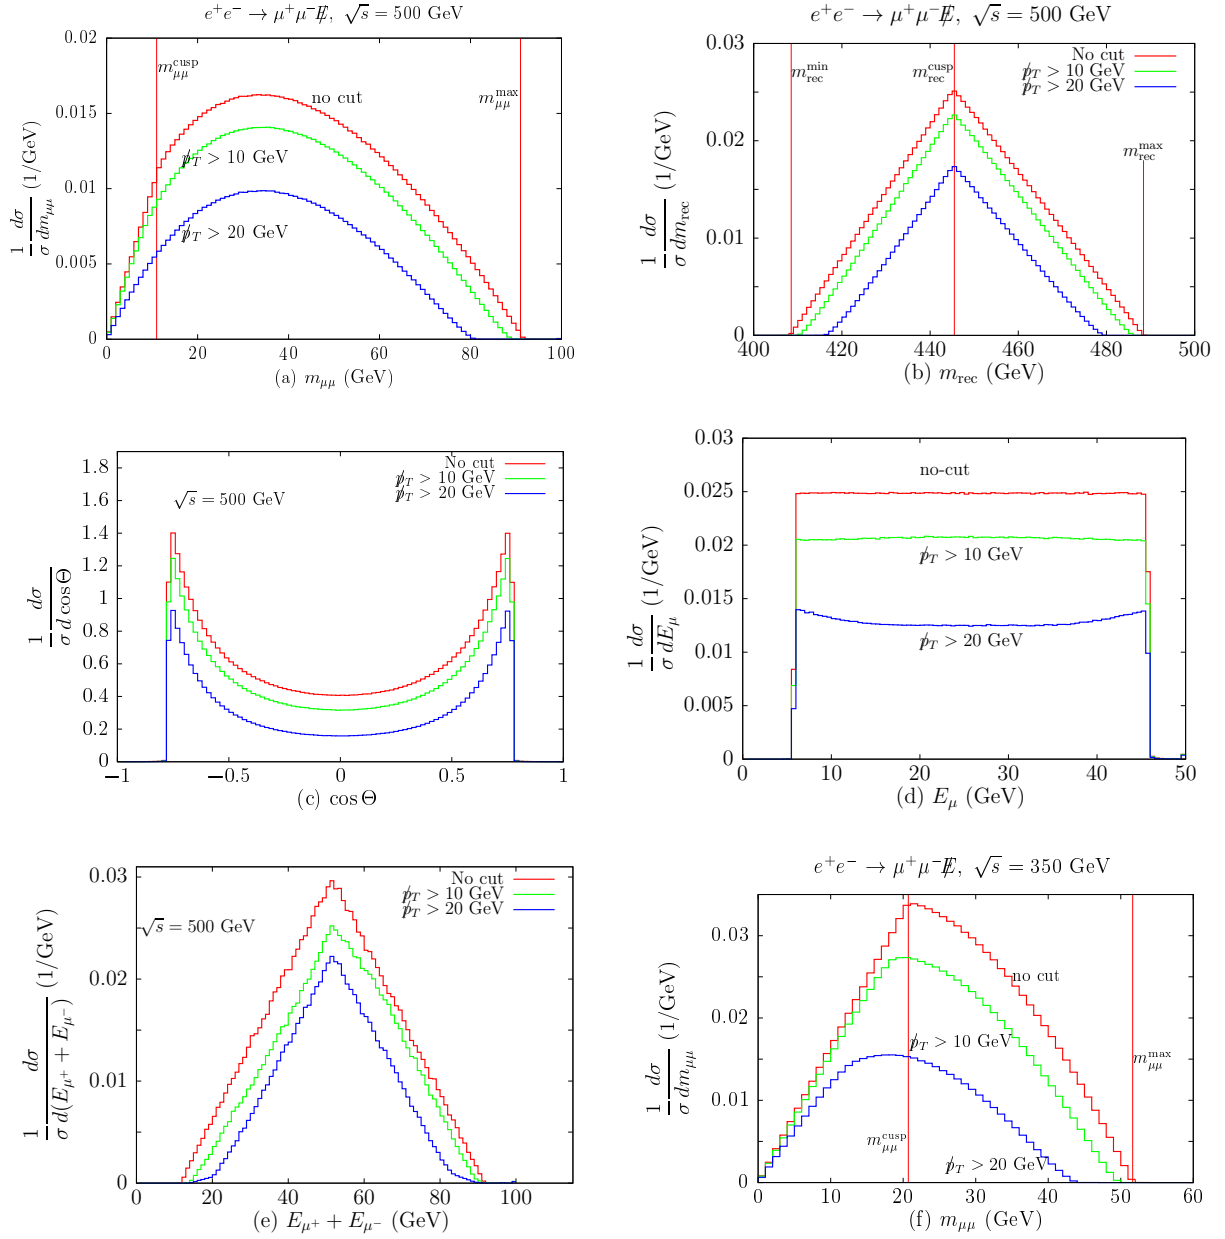 e⁺e⁻ → μ⁺μ⁻E̸, √s = 500 GeV
0.02
0.015
0.01
0.005
0
m_μμ^cusp
no cut
m_μμ^max
p̸_T > 10 GeV
p̸_T > 20 GeV
1/σ dσ/dm_μμ (1/GeV)
0 20 40 60 80 100
(a) m_μμ (GeV)
e⁺e⁻ → μ⁺μ⁻E̸, √s = 500 GeV
0.03
0.02
0.01
0
No cut
p̸_T > 10 GeV
p̸_T > 20 GeV
m_rec^min
m_rec^cusp
m_rec^max
1/σ dσ/dm_rec (1/GeV)
400 420 440 460 480 500
(b) m_rec (GeV)
1.8
1.6
1.4
1.2
1
0.8
0.6
0.4
0.2
0
No cut
p̸_T > 10 GeV
p̸_T > 20 GeV
√s = 500 GeV
1/σ dσ/d cos Θ
−1 −0.5 0 0.5 1
(c) cos Θ
0.03
0.025
0.02
0.015
0.01
0.005
0
no-cut
p̸_T > 10 GeV
p̸_T > 20 GeV
1/σ dσ/dE_μ (1/GeV)
0 10 20 30 40 50
(d) E_μ (GeV)
0.03
0.02
0.01
0
No cut
p̸_T > 10 GeV
p̸_T > 20 GeV
√s = 500 GeV
1/σ dσ/d(E_μ⁺ + E_μ⁻) (1/GeV)
0 20 40 60 80 100
(e) E_μ⁺ + E_μ⁻ (GeV)
e⁺e⁻ → μ⁺μ⁻E̸, √s = 350 GeV
0.03
0.02
0.01
0
no cut
p̸_T > 10 GeV
m_μμ^max
m_μμ^cusp
p̸_T > 20 GeV
1/σ dσ/dm_μμ (1/GeV)
0 10 20 30 40 50 60
(f) m_μμ (GeV)